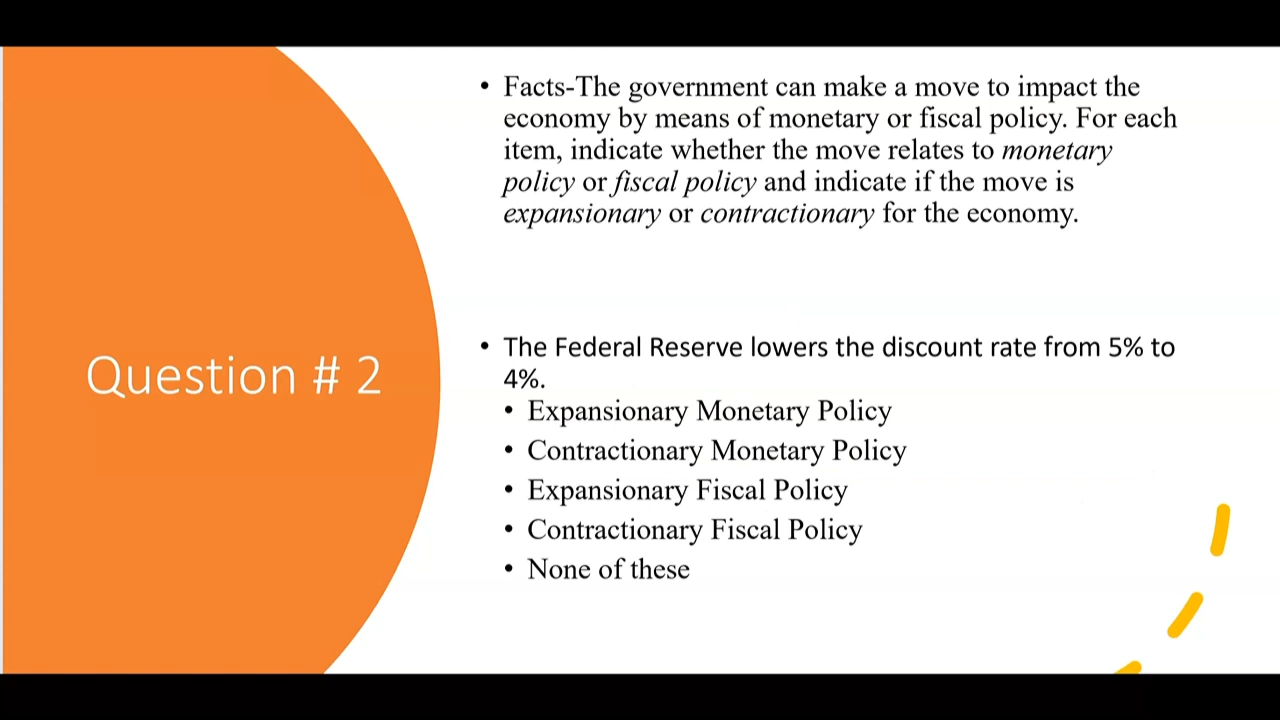 Question # 2
• Facts-The government can make a move to impact the
economy by means of monetary or fiscal policy. For each
item, indicate whether the move relates to monetary
policy or fiscal policy and indicate if the move is
expansionary or contractionary for the economy.
• The Federal Reserve lowers the discount rate from 5% to
4%.
• Expansionary Monetary Policy
• Contractionary Monetary Policy
• Expansionary Fiscal Policy
• Contractionary Fiscal Policy
• None of these